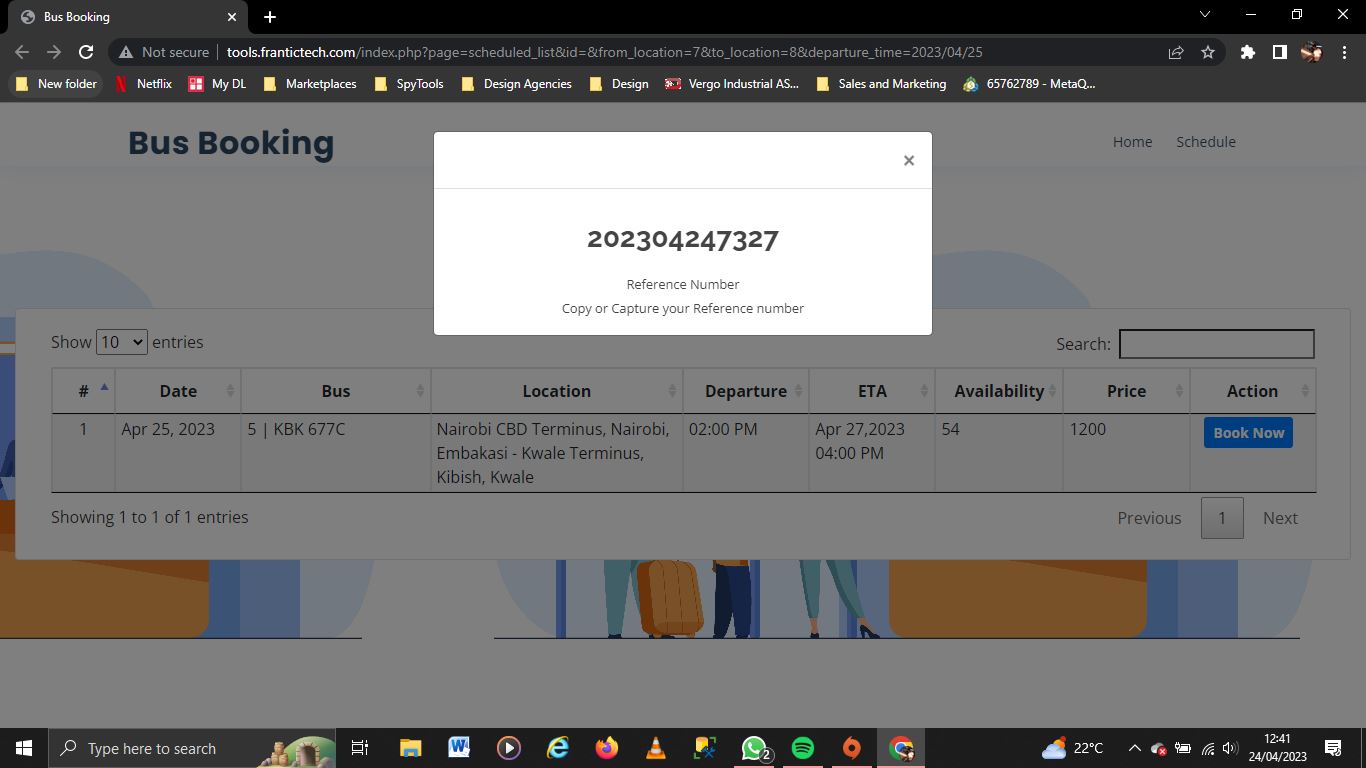 Bus Booking
Not secure
tools.frantictech.com/index.php?page=scheduled_list&id=&from_location=7&to_location=8&departure_time=2023/04/25
New folder
Netflix
My DL
Marketplaces
SpyTools
Design Agencies
Design
Vergo Industrial AS...
Sales and Marketing
65762789 - MetaQ...
Bus Booking
Home
Schedule
×
202304247327
Reference Number
Copy or Capture your Reference number
Show 10 entries
Search:
# Date Bus Location Departure ETA Availability Price Action
1 Apr 25, 2023 5 | KBK 677C Nairobi CBD Terminus, Nairobi, 02:00 PM Apr 27,2023 54 1200 Book Now
Embakasi - Kwale Terminus, 04:00 PM
Kibish, Kwale
Showing 1 to 1 of 1 entries
Previous 1 Next
Type here to search
2
22°C
12:41
24/04/2023